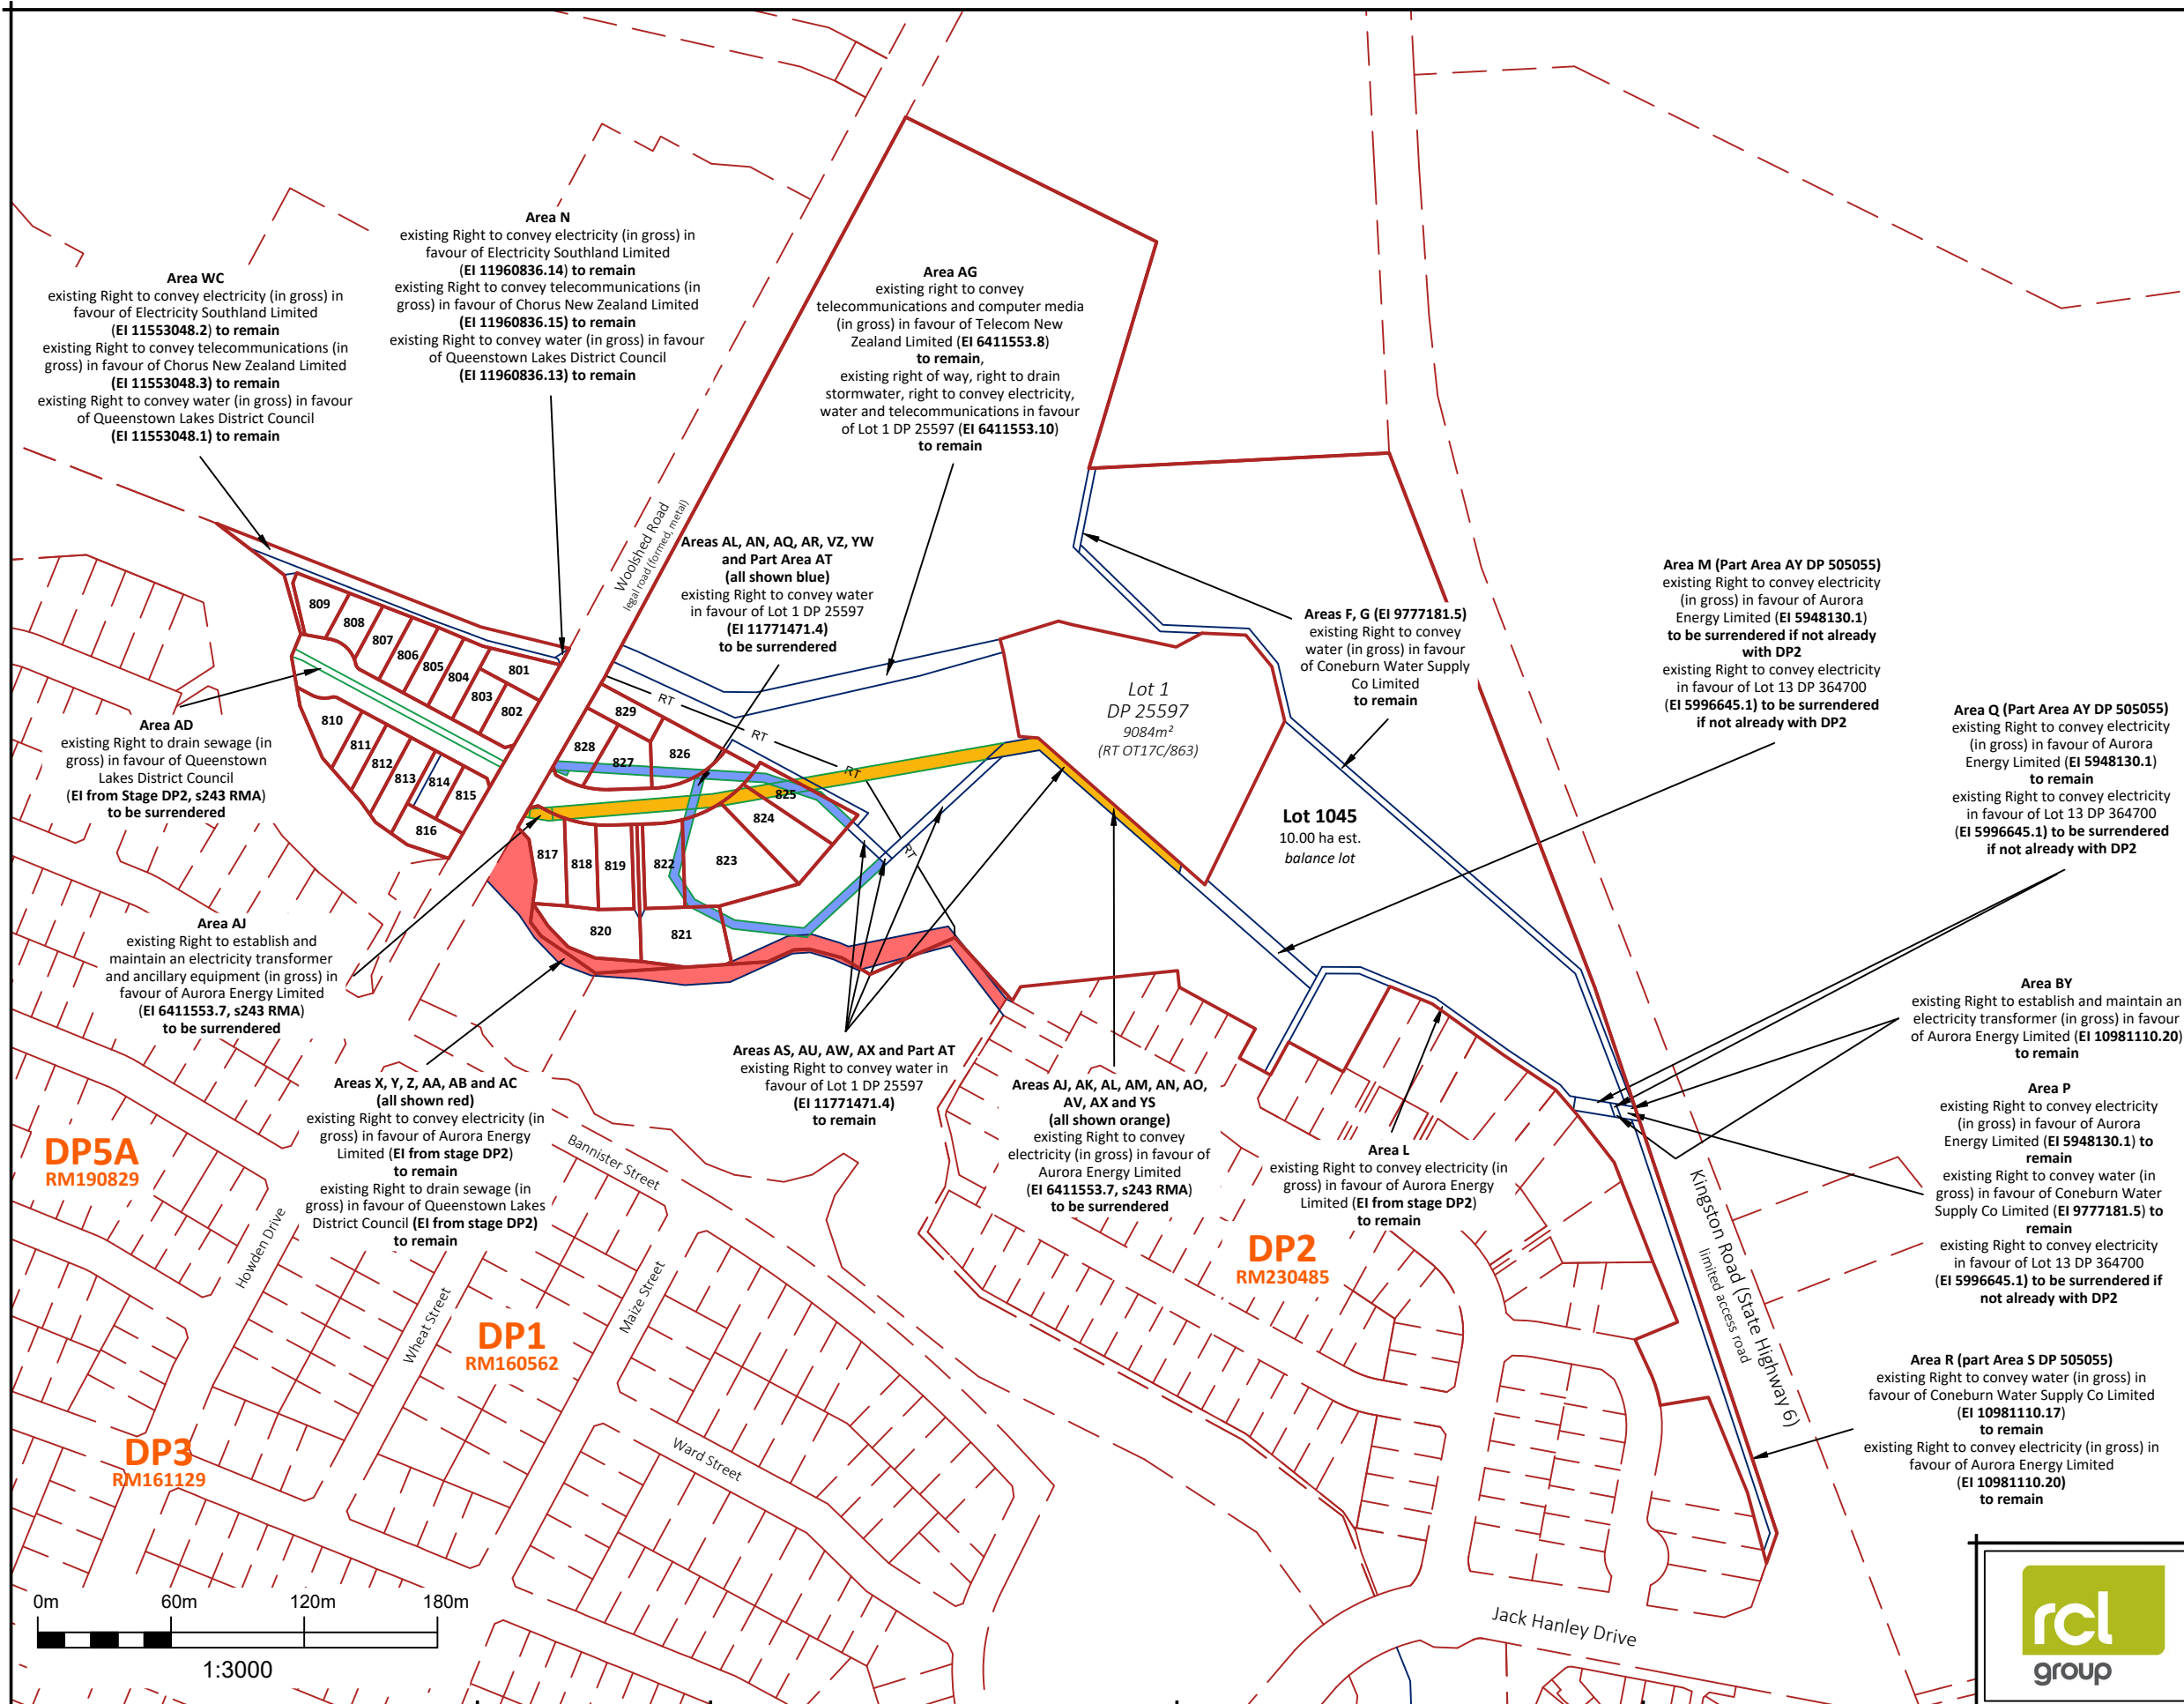 Area WC
existing Right to convey electricity (in gross) in
favour of Electricity Southland Limited
(EI 11553048.2) to remain
existing Right to convey telecommunications (in
gross) in favour of Chorus New Zealand Limited
(EI 11553048.3) to remain
existing Right to convey water (in gross) in favour
of Queenstown Lakes District Council
(EI 11553048.1) to remain
Area N
existing Right to convey electricity (in gross) in
favour of Electricity Southland Limited
(EI 11960836.14) to remain
existing Right to convey telecommunications (in
gross) in favour of Chorus New Zealand Limited
(EI 11960836.15) to remain
existing Right to convey water (in gross) in favour
of Queenstown Lakes District Council
(EI 11960836.13) to remain
Area AG
existing right to convey
telecommunications and computer media
(in gross) in favour of Telecom New
Zealand Limited (EI 6411553.8)
to remain,
existing right of way, right to drain
stormwater, right to convey electricity,
water and telecommunications in favour
of Lot 1 DP 25597 (EI 6411553.10)
to remain
Woolshed Road
legal road (formed, metal)
Areas AL, AN, AQ, AR, VZ, YW
and Part Area AT
(all shown blue)
existing Right to convey water
in favour of Lot 1 DP 25597
(EI 11771471.4)
to be surrendered
Areas F, G (EI 9777181.5)
existing Right to convey
water (in gross) in favour
of Coneburn Water Supply
Co Limited
to remain
Area M (Part Area AY DP 505055)
existing Right to convey electricity
(in gross) in favour of Aurora
Energy Limited (EI 5948130.1)
to be surrendered if not already
with DP2
existing Right to convey electricity
in favour of Lot 13 DP 364700
(EI 5996645.1) to be surrendered
if not already with DP2
Area Q (Part Area AY DP 505055)
existing Right to convey electricity
(in gross) in favour of Aurora
Energy Limited (EI 5948130.1)
to remain
existing Right to convey electricity
in favour of Lot 13 DP 364700
(EI 5996645.1) to be surrendered
if not already with DP2
809
808
807
806
805
804
803
801
802
810
811
812
813
814
815
816
829
828
827
826
825
824
823
822
819
818
817
820
821
RT
RT
RT
RT
Lot 1
DP 25597
9084m²
(RT OT17C/863)
Lot 1045
10.00 ha est.
balance lot
Area AD
existing Right to drain sewage (in
gross) in favour of Queenstown
Lakes District Council
(EI from Stage DP2, s243 RMA)
to be surrendered
Area AJ
existing Right to establish and
maintain an electricity transformer
and ancillary equipment (in gross) in
favour of Aurora Energy Limited
(EI 6411553.7, s243 RMA)
to be surrendered
Areas X, Y, Z, AA, AB and AC
(all shown red)
existing Right to convey electricity (in
gross) in favour of Aurora Energy
Limited (EI from stage DP2)
to remain
existing Right to drain sewage (in
gross) in favour of Queenstown Lakes
District Council (EI from stage DP2)
to remain
Areas AS, AU, AW, AX and Part AT
existing Right to convey water in
favour of Lot 1 DP 25597
(EI 11771471.4)
to remain
Areas AJ, AK, AL, AM, AN, AO,
AV, AX and YS
(all shown orange)
existing Right to convey
electricity (in gross) in favour of
Aurora Energy Limited
(EI 6411553.7, s243 RMA)
to be surrendered
Area L
existing Right to convey electricity (in
gross) in favour of Aurora Energy
Limited (EI from stage DP2)
to remain
Area BY
existing Right to establish and maintain an
electricity transformer (in gross) in favour
of Aurora Energy Limited (EI 10981110.20)
to remain
Area P
existing Right to convey electricity
(in gross) in favour of Aurora
Energy Limited (EI 5948130.1) to
remain
existing Right to convey water (in
gross) in favour of Coneburn Water
Supply Co Limited (EI 9777181.5) to
remain
existing Right to convey electricity
in favour of Lot 13 DP 364700
(EI 5996645.1) to be surrendered if
not already with DP2
Area R (part Area S DP 505055)
existing Right to convey water (in gross) in
favour of Coneburn Water Supply Co Limited
(EI 10981110.17)
to remain
existing Right to convey electricity (in gross) in
favour of Aurora Energy Limited
(EI 10981110.20)
to remain
Kingston Road (State Highway 6)
limited access road
DP5A
RM190829
DP1
RM160562
DP3
RM161129
DP2
RM230485
Howden Drive
Wheat Street
Maize Street
Bannister Street
Ward Street
Jack Hanley Drive
0m 60m 120m 180m
1:3000
rcl
group